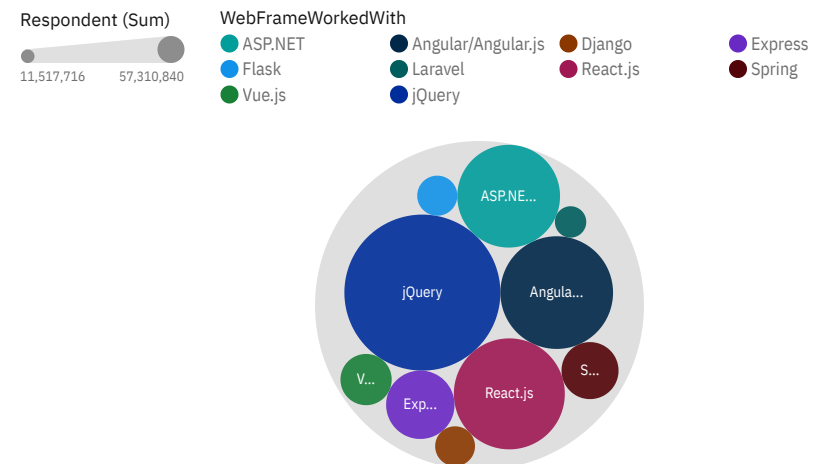 Respondent (Sum)
11,517,716 57,310,840
WebFrameWorkedWith
ASP.NET Angular/Angular.js Django Express
Flask Laravel React.js Spring
Vue.js jQuery
ASP.NE...
jQuery Angula...
V... S...
Exp... React.js